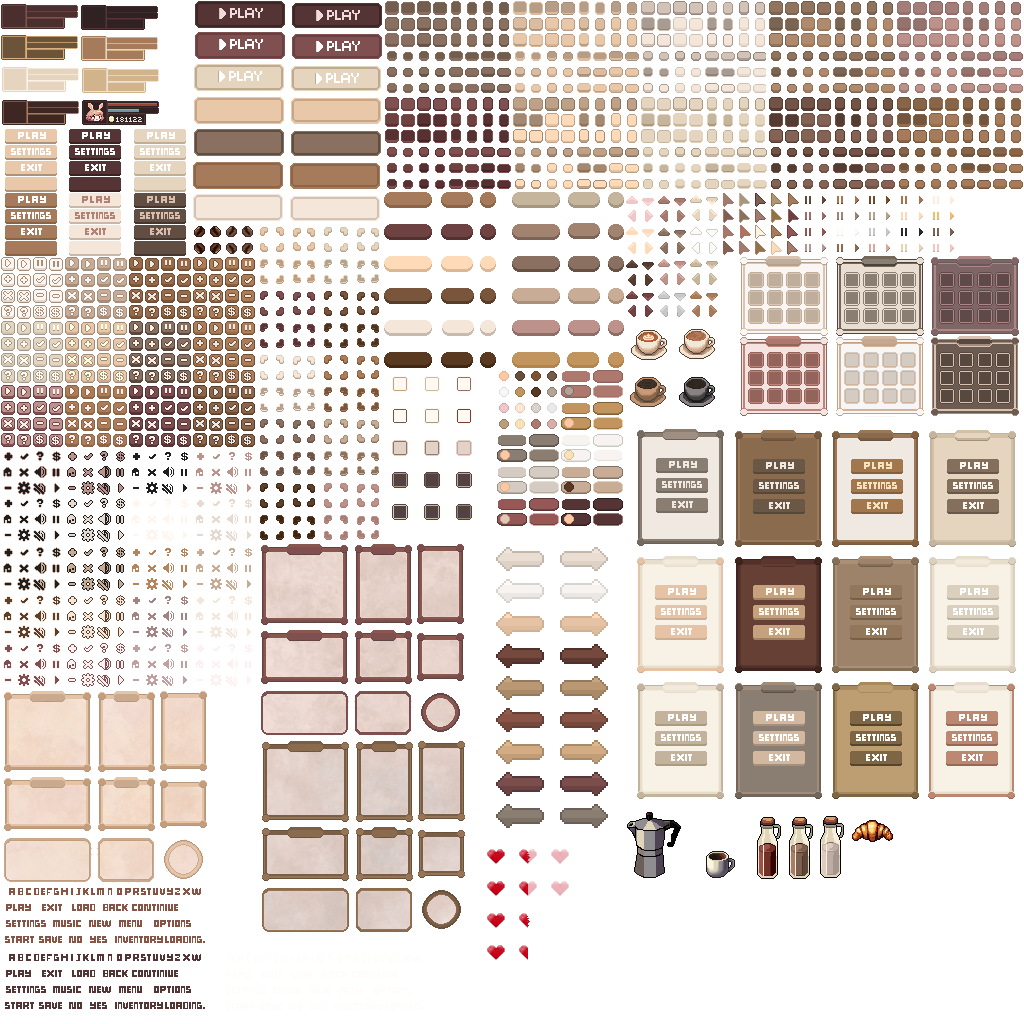 PLAY PLAY
PLAY PLAY
PLAY PLAY
181122
PLAY PLAY PLAY
SETTINGS SETTINGS SETTINGS
EXIT EXIT EXIT
PLAY PLAY PLAY
SETTINGS SETTINGS SETTINGS
EXIT EXIT EXIT
PLAY PLAY PLAY PLAY
SETTINGS SETTINGS SETTINGS SETTINGS
EXIT EXIT EXIT EXIT
PLAY PLAY PLAY PLAY
SETTINGS SETTINGS SETTINGS SETTINGS
EXIT EXIT EXIT EXIT
PLAY PLAY PLAY PLAY
SETTINGS SETTINGS SETTINGS SETTINGS
EXIT EXIT EXIT EXIT
A B C D E F G H I J K L M N O P R S T U V Y Z X W
PLAY EXIT LOAD BACK CONTINUE
SETTINGS MUSIC NEW MENU OPTIONS
START SAVE NO YES INVENTORY LOADING.
A B C D E F G H I J K L M N O P R S T U V Y Z X W
PLAY EXIT LOAD BACK CONTINUE
SETTINGS MUSIC NEW MENU OPTIONS
START SAVE NO YES INVENTORY LOADING.